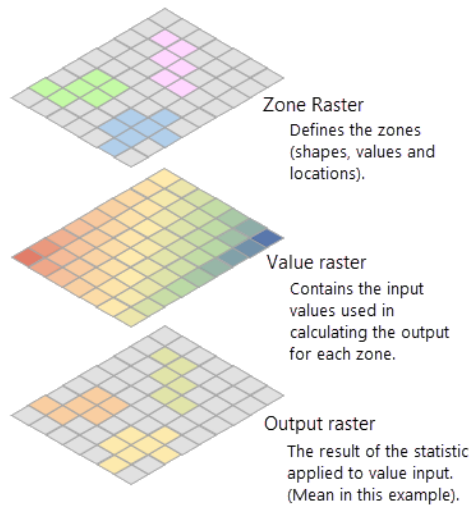 Zone Raster
Defines the zones
(shapes, values and
locations).
Value raster
Contains the input
values used in
calculating the output
for each zone.
Output raster
The result of the statistic
applied to value input.
(Mean in this example).